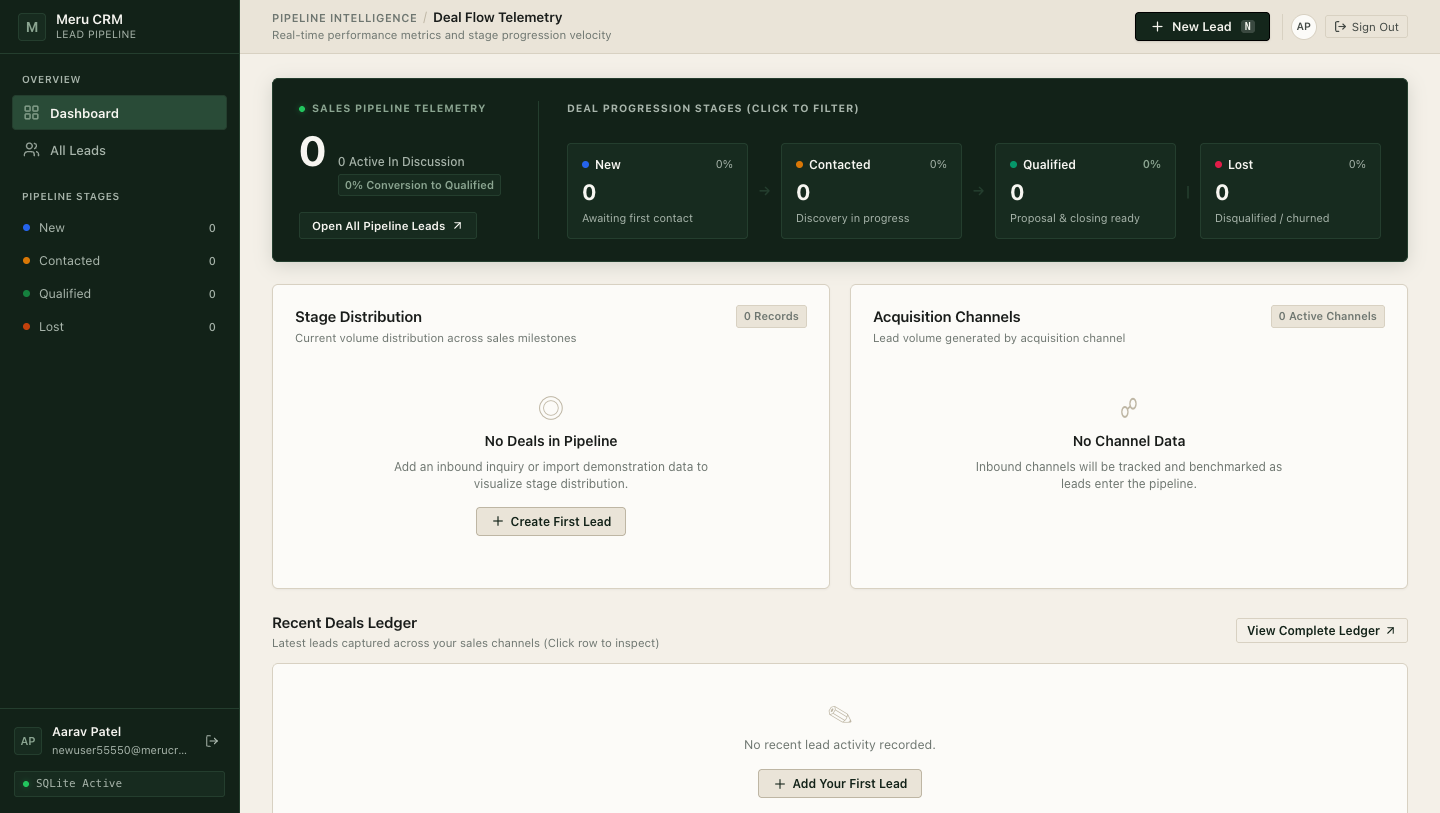 M
Meru CRM
LEAD PIPELINE
OVERVIEW
Dashboard
All Leads
PIPELINE STAGES
New 0
Contacted 0
Qualified 0
Lost 0
AP
Aarav Patel
newuser55550@merucr...
SQLite Active
PIPELINE INTELLIGENCE / Deal Flow Telemetry
Real-time performance metrics and stage progression velocity
+ New Lead N
AP
Sign Out
SALES PIPELINE TELEMETRY
0
0 Active In Discussion
0% Conversion to Qualified
Open All Pipeline Leads
DEAL PROGRESSION STAGES (CLICK TO FILTER)
New 0%
0
Awaiting first contact
Contacted 0%
0
Discovery in progress
Qualified 0%
0
Proposal & closing ready
Lost 0%
0
Disqualified / churned
Stage Distribution
0 Records
Current volume distribution across sales milestones
No Deals in Pipeline
Add an inbound inquiry or import demonstration data to
visualize stage distribution.
+ Create First Lead
Acquisition Channels
0 Active Channels
Lead volume generated by acquisition channel
No Channel Data
Inbound channels will be tracked and benchmarked as
leads enter the pipeline.
Recent Deals Ledger
Latest leads captured across your sales channels (Click row to inspect)
View Complete Ledger
No recent lead activity recorded.
+ Add Your First Lead